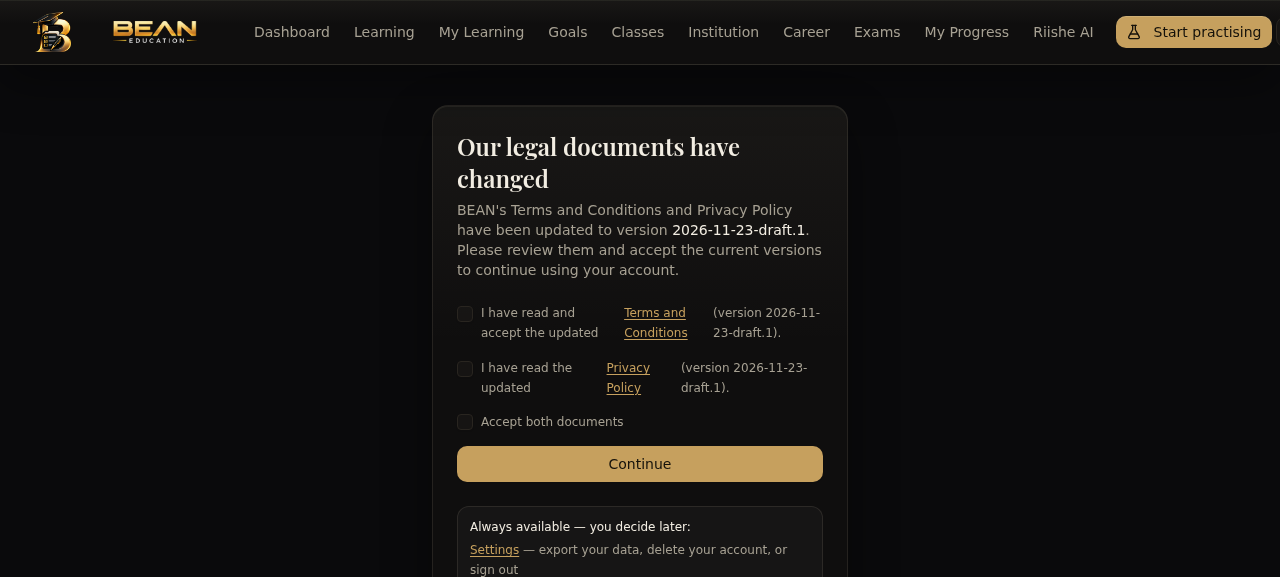 B BEAN EDUCATION Dashboard Learning My Learning Goals Classes Institution Career Exams My Progress Riishe AI Start practising
Our legal documents have
changed
BEAN's Terms and Conditions and Privacy Policy
have been updated to version 2026-11-23-draft.1.
Please review them and accept the current versions
to continue using your account.
I have read and accept the updated Terms and Conditions (version 2026-11-23-draft.1).
I have read the updated Privacy Policy (version 2026-11-23-draft.1).
Accept both documents
Continue
Always available — you decide later:
Settings — export your data, delete your account, or
sign out